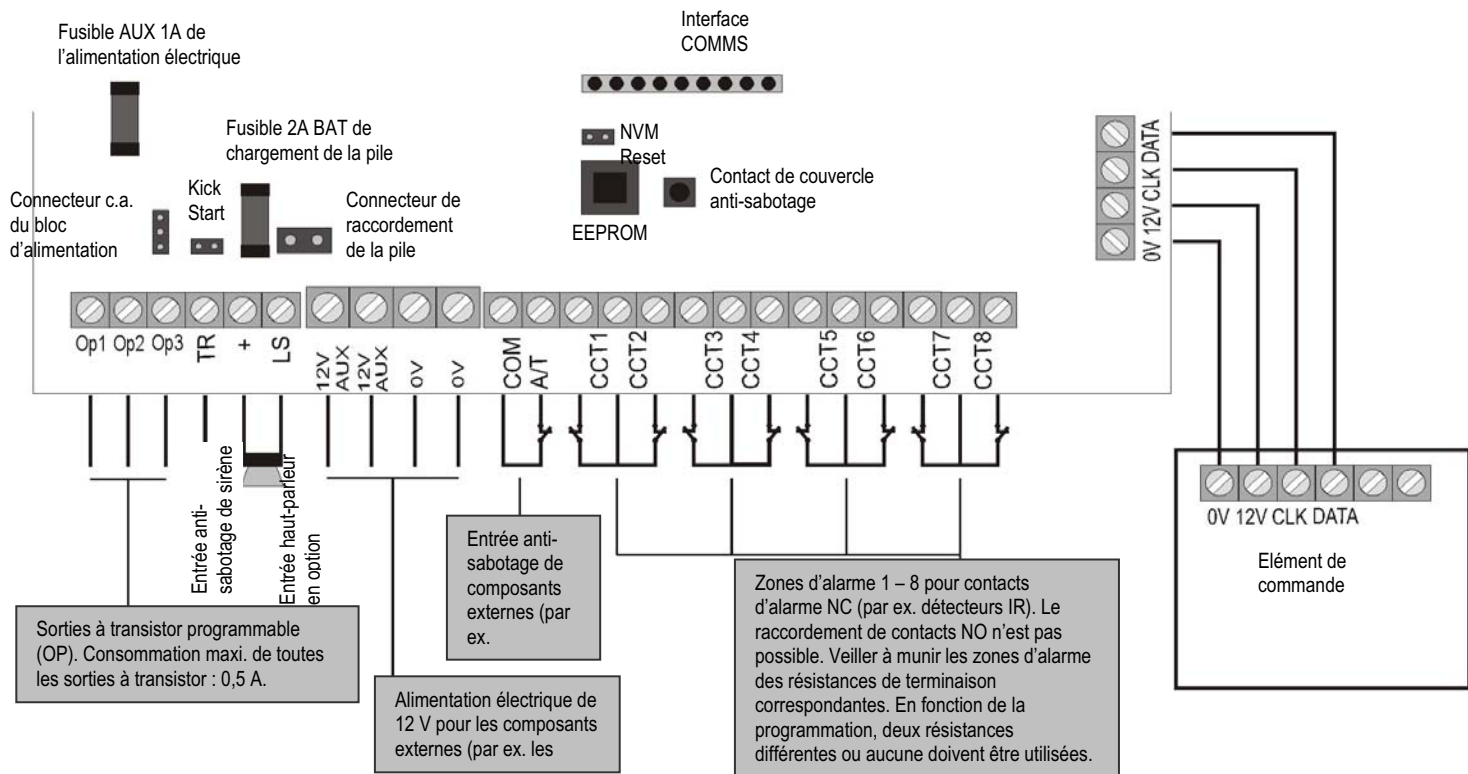 Fusible AUX 1A de
l'alimentation électrique
Interface
COMMS
Fusible 2A BAT de
chargement de la pile
NVM
Reset
Kick
Start
Connecteur c.a.
du bloc
d'alimentation
Connecteur de
raccordement
de la pile
Contact de couvercle
anti-sabotage
EEPROM
0V 12V CLK DATA
Op1 Op2 Op3 TR + LS
12V
AUX
12V
AUX
0V
0V
COM
A/T
CCT1
CCT2
CCT3
CCT4
CCT5
CCT6
CCT7
CCT8
Entrée anti-
sabotage de sirène
Entrée haut-parleur
en option
0V 12V CLK DATA
Elément de
commande
Sorties à transistor programmable
(OP). Consommation maxi. de toutes
les sorties à transistor : 0,5 A.
Entrée anti-
sabotage de
composants
externes (par
ex.
Alimentation électrique de
12 V pour les composants
externes (par ex. les
Zones d'alarme 1 – 8 pour contacts
d'alarme NC (par ex. détecteurs IR). Le
raccordement de contacts NO n'est pas
possible. Veiller à munir les zones d'alarme
des résistances de terminaison
correspondantes. En fonction de la
programmation, deux résistances
différentes ou aucune doivent être utilisées.